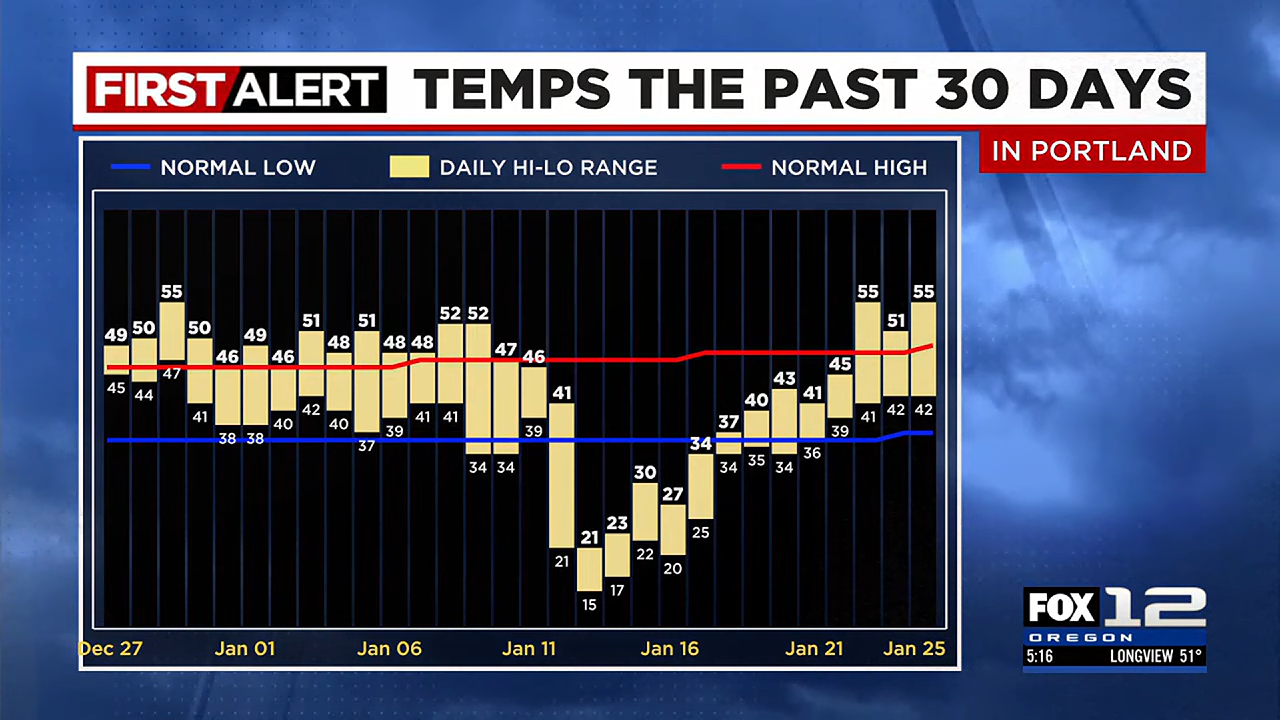 FIRST ALERT TEMPS THE PAST 30 DAYS
IN PORTLAND
NORMAL LOW DAILY HI-LO RANGE NORMAL HIGH
49 50 55 50 46 49 46 51 48 51 48 48 52 52 47 46 41 21 23 30 27 34 37 40 43 41 45 55 51 55
45 44 47 41 38 38 40 42 40 37 39 41 41 34 34 39 21 15 17 22 20 25 34 35 34 36 39 41 42 42
Dec 27 Jan 01 Jan 06 Jan 11 Jan 16 Jan 21 Jan 25
FOX 12
OREGON
5:16 LONGVIEW 51°